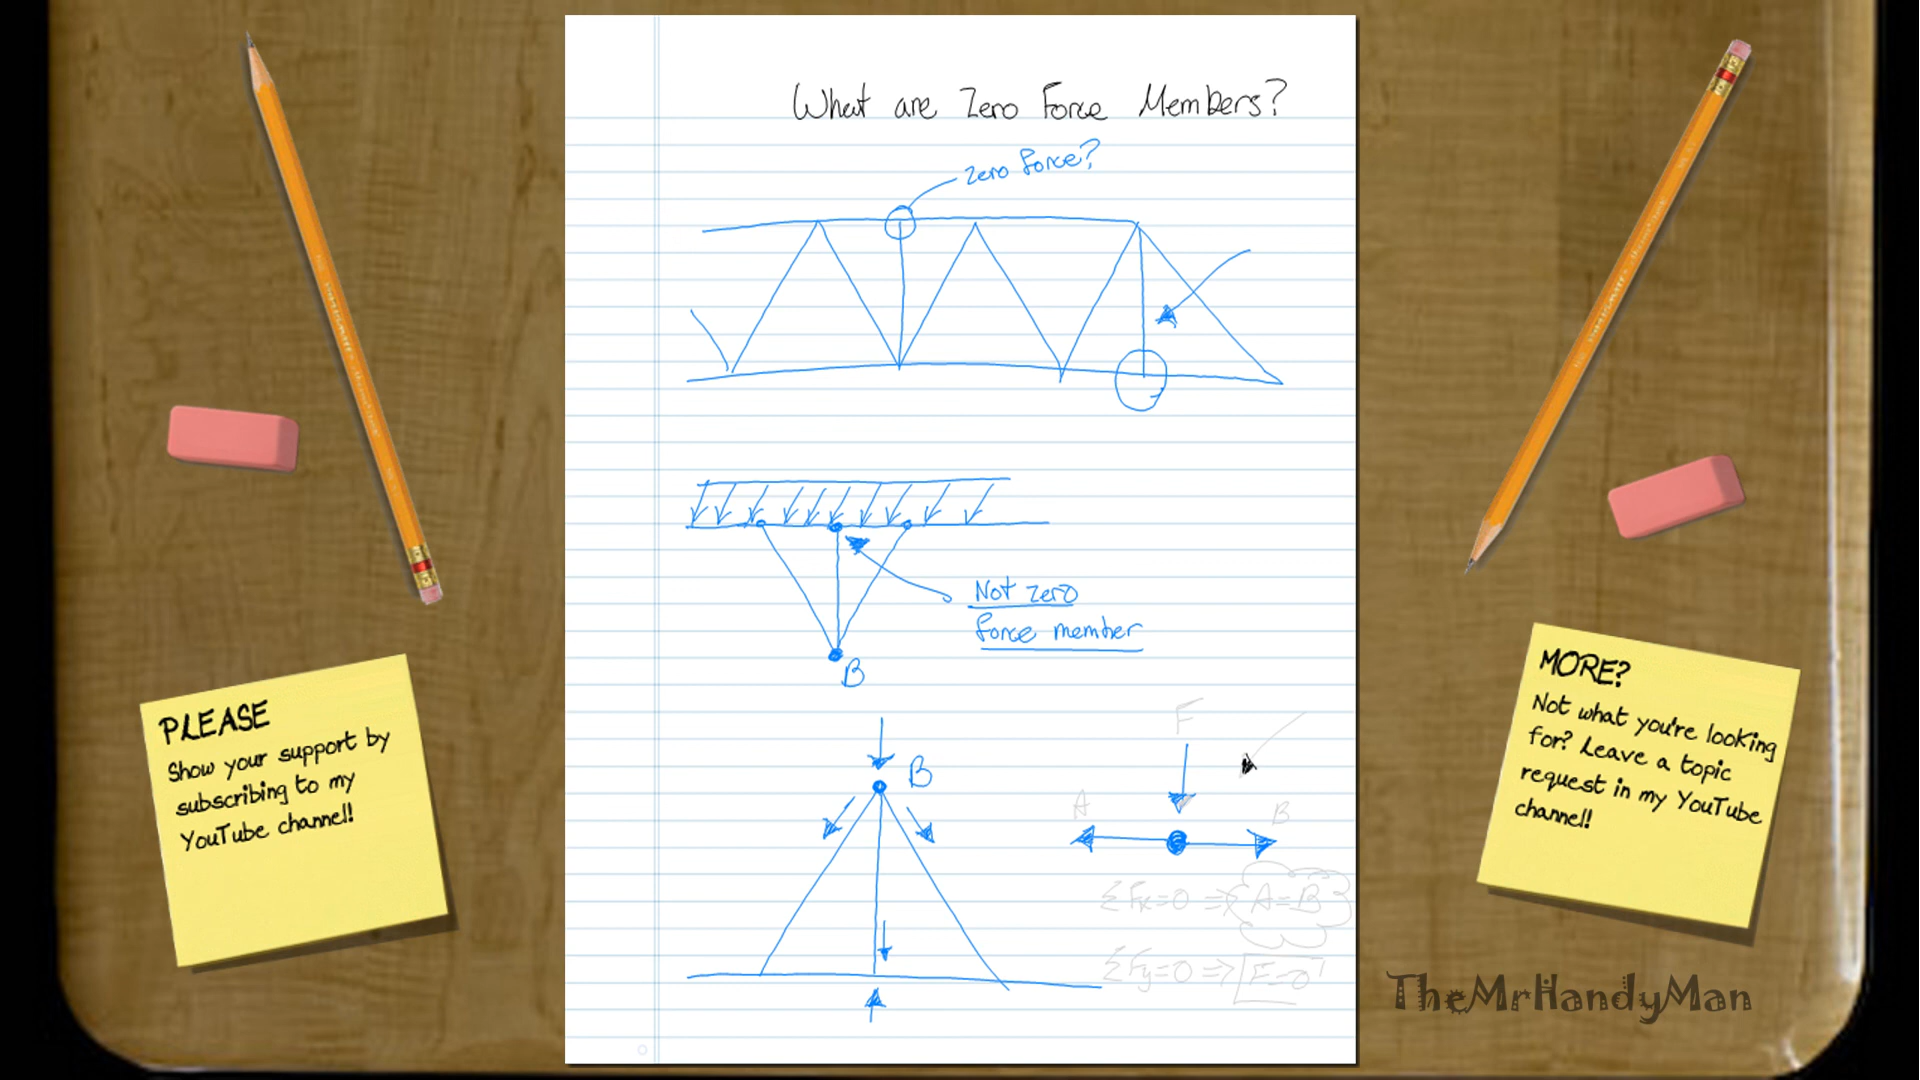 What are Zero Force Members?
Zero force?
Not zero
force member
B
B
F
A
B
ΣFx=0 => A=B
ΣFy=0 => F=0
PLEASE
Show your support by
subscribing to my
YouTube channel!
MORE?
Not what you're looking
for? Leave a topic
request in my YouTube
channel!
TheMrHandyMan